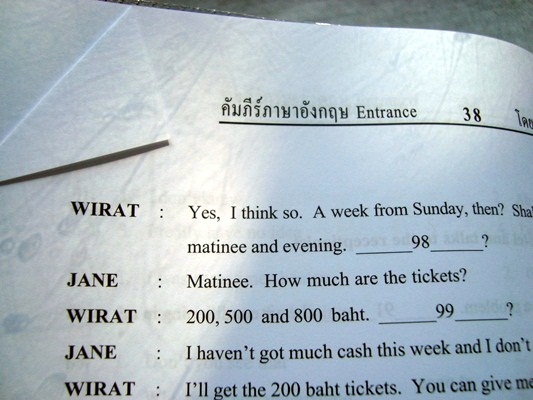 คัมภีร์ภาษาอังกฤษ Entrance 38 โดย
WIRAT : Yes, I think so. A week from Sunday, then?
matinee and evening. ______98______?
JANE : Matinee. How much are the tickets?
WIRAT : 200, 500 and 800 baht. ______99______?
JANE : I haven't got much cash this week and I don't
WIRAT : I'll get the 200 baht tickets. You can give me